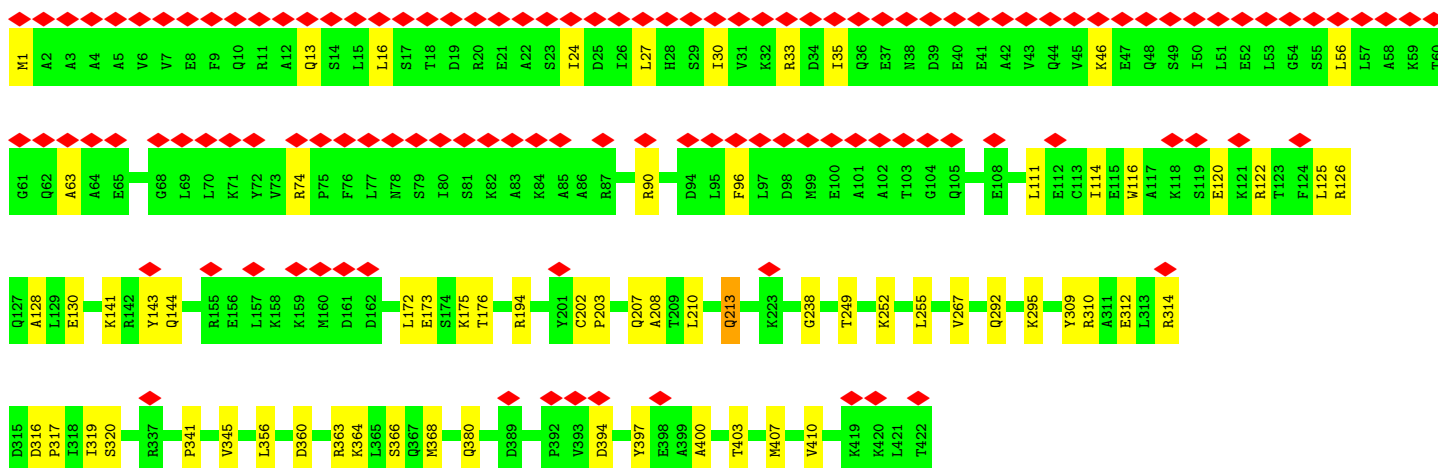 M1 A2 A3 A4 A5 V6 V7 E8 F9 Q10 R11 A12 Q13 S14 L15 L16 S17 T18 D19 R20 E21 A22 S23 I24 D25 I26 L27 H28 S29 I30 V31 K32 R33 D34 I35 Q36 E37 N38 D39 E40 E41 A42 V43 Q44 V45 K46 E47 Q48 S49 I50 L51 E52 L53 G54 S55 L56 L57 A58 K59 T60
G61 Q62 A63 A64 E65 G68 L69 L70 K71 Y72 V73 R74 P75 F76 L77 N78 S79 I80 S81 K82 A83 K84 A85 A86 R87 R90 D94 L95 F96 L97 D98 M99 E100 A101 A102 T103 G104 Q105 E108 L111 E112 C113 I114 E115 W116 A117 K118 S119 E120 K121 R122 T123 F124 L125 R126
Q127 A128 L129 E130 K141 R142 Y143 Q144 R155 E156 L157 K158 K159 M160 D161 D162 L172 E173 S174 K175 T176 R194 Y201 C202 P203 Q207 A208 T209 L210 Q213 K223 G238 T249 K252 L255 V267 Q292 K295 Y309 R310 A311 E312 L313 R314
D315 D316 P317 I318 I319 S320 R337 P341 V345 L356 D360 R363 K364 L365 S366 Q367 M368 Q380 D389 P392 V393 D394 Y397 E398 A399 A400 T403 M407 V410 K419 K420 L421 T422